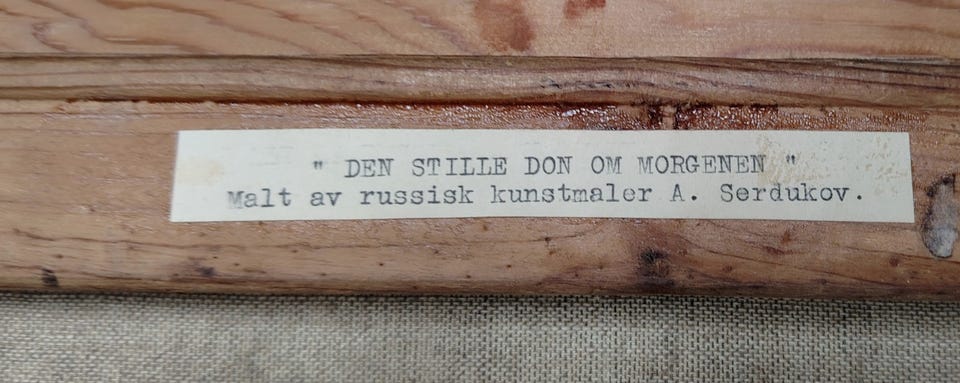 " DEN STILLE DON OM MORGENEN "
Malt av russisk kunstmaler A. Serdukov.